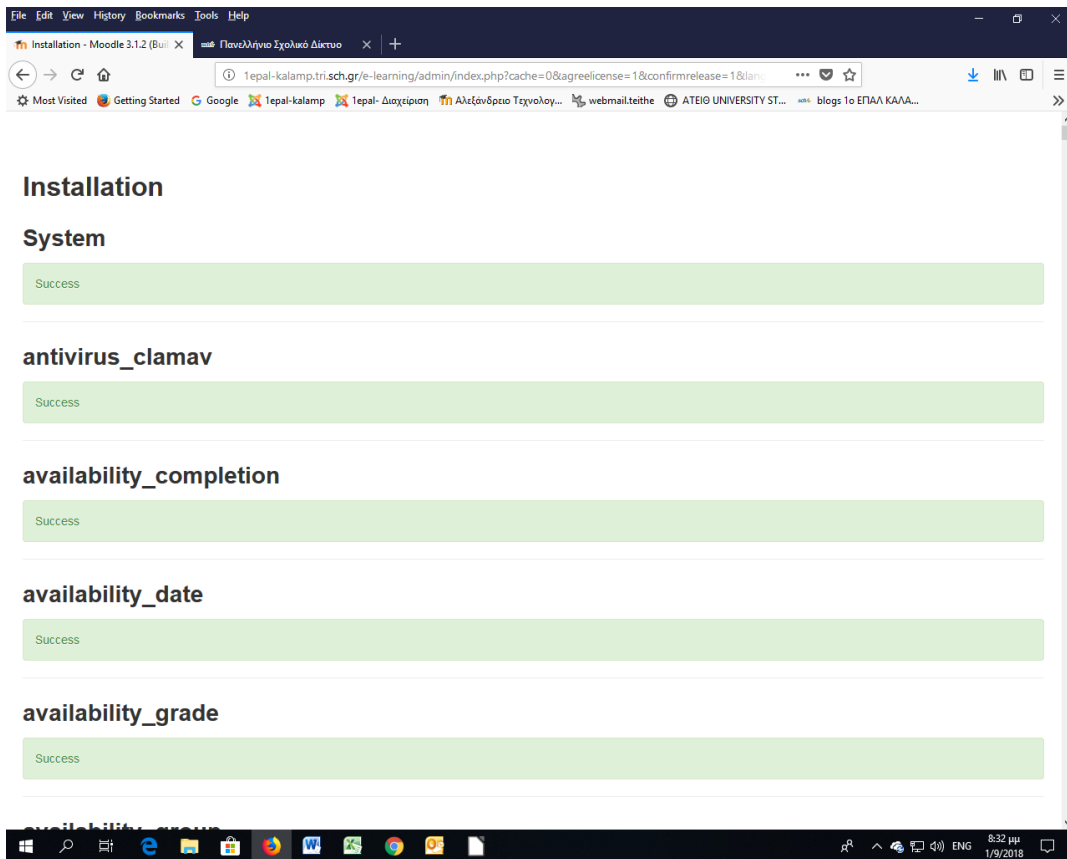 File Edit View History Bookmarks Tools Help
Installation - Moodle 3.1.2 (Buil
Πανελλήνιο Σχολικό Δίκτυο
1epal-kalamp.tri.sch.gr/e-learning/admin/index.php?cache=0&agreelicense=1&confirmrelease=1&lang
Most Visited Getting Started Google 1epal-kalamp 1epal- Διαχείριση Αλεξάνδρειο Τεχνολογ... webmail.teithe ATEIΘ UNIVERSITY ST... blogs 1ο ΕΠΑΛ ΚΑΛΑ...
Installation
System
Success
antivirus_clamav
Success
availability_completion
Success
availability_date
Success
availability_grade
Success
availability_group
ENG
8:32 μμ
1/9/2018